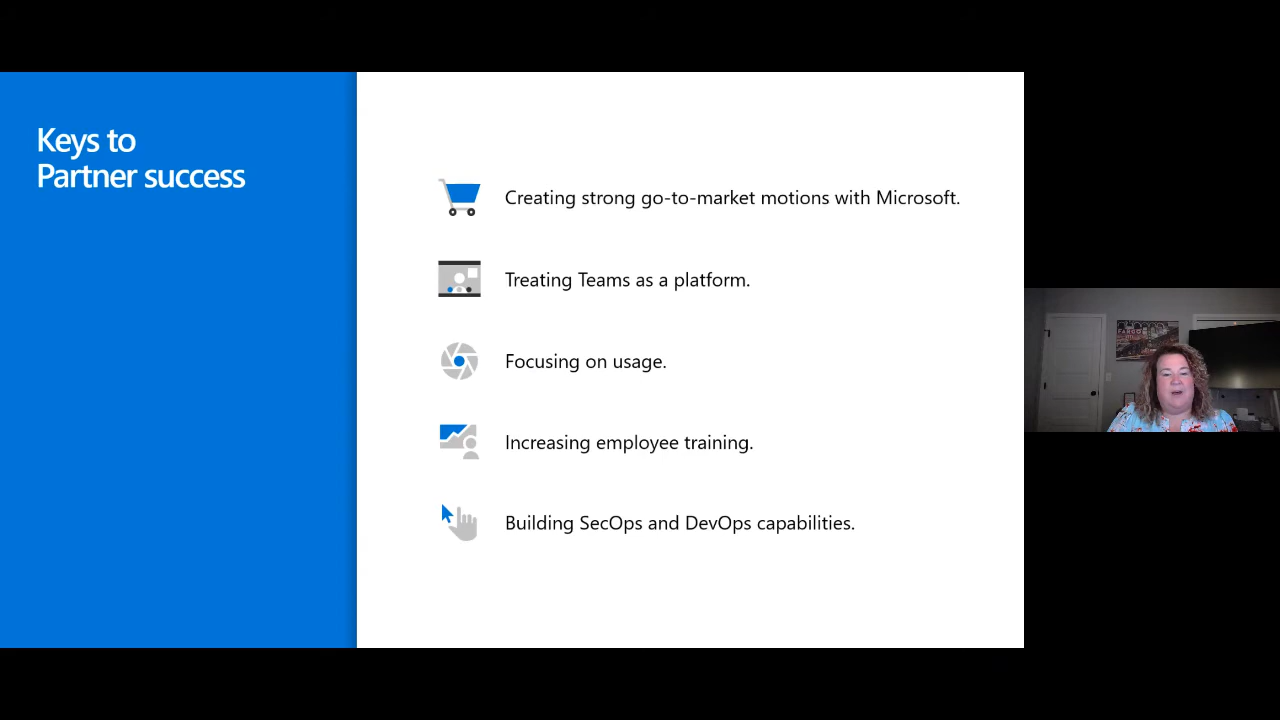 Keys to
Partner success
Creating strong go-to-market motions with Microsoft.
Treating Teams as a platform.
Focusing on usage.
Increasing employee training.
Building SecOps and DevOps capabilities.
FARGO